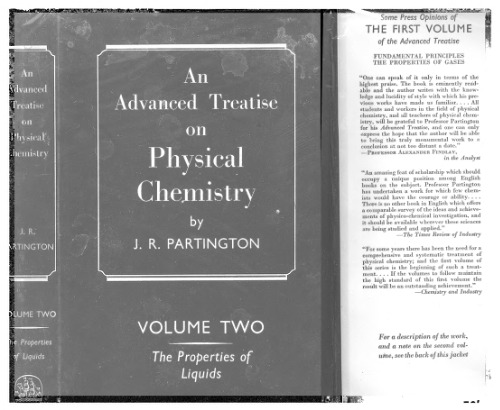 An
Advanced
Treatise
on
Physical
Chemistry
J. R.
PARTINGTON
VOLUME TWO
The Properties
of
Liquids
An
Advanced Treatise
on
Physical
Chemistry
by
J. R. PARTINGTON
VOLUME TWO
The Properties of
Liquids
Some Press Opinions of
THE FIRST VOLUME
of the Advanced Treatise
FUNDAMENTAL PRINCIPLES
THE PROPERTIES OF GASES
"One can speak of it only in terms of the
highest praise. The book is eminently read-
able and the author writes with the know-
ledge and lucidity of style with which his pre-
vious works have made us familiar. . . . All
students and workers in the field of physical
chemistry, and all teachers of physical chemis-
try, will be grateful to Professor Partington
for his Advanced Treatise, and one can only
express the hope that the author will be able
to bring this truly monumental work to a
conclusion at no too distant a date."
—PROFESSOR ALEXANDER FINDLAY,
in the Analyst
"An amazing feat of scholarship which should
occupy a unique position among English
books on the subject. Professor Partington
has undertaken a work for which few chem-
ists would have the courage or ability. . . .
There is no other book in English which offers
a comparable survey of the ideas and achieve-
ments of physico-chemical investigation, and
it should be available wherever these sciences
are being studied and applied."
—The Times Review of Industry
"For some years there has been the need for a
comprehensive and systematic treatment of
physical chemistry; and the first volume of
this series is the beginning of such a treat-
ment. . . . If the volumes to follow maintain
the high standard of this first volume the
result will be an outstanding achievement."
—Chemistry and Industry
For a description of the work,
and a note on the second vol-
ume, see the back of this jacket